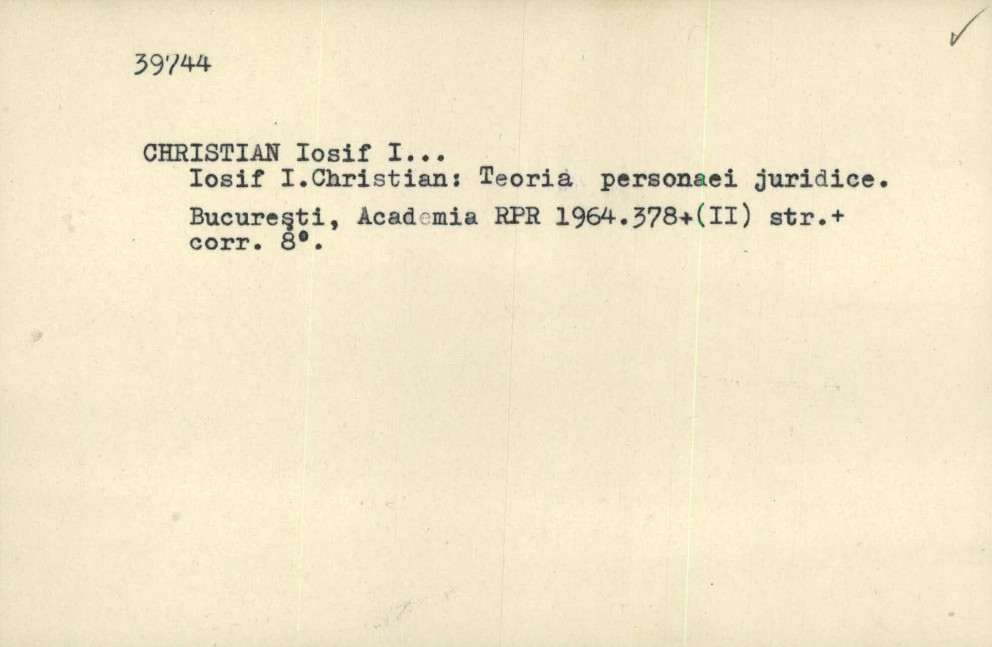 39744
CHRISTIAN Iosif I...
Iosif I.Christian: Teoria personaei juridice.
Bucureşti, Academia RPR 1964.378+(II) str.+
corr. 8°.